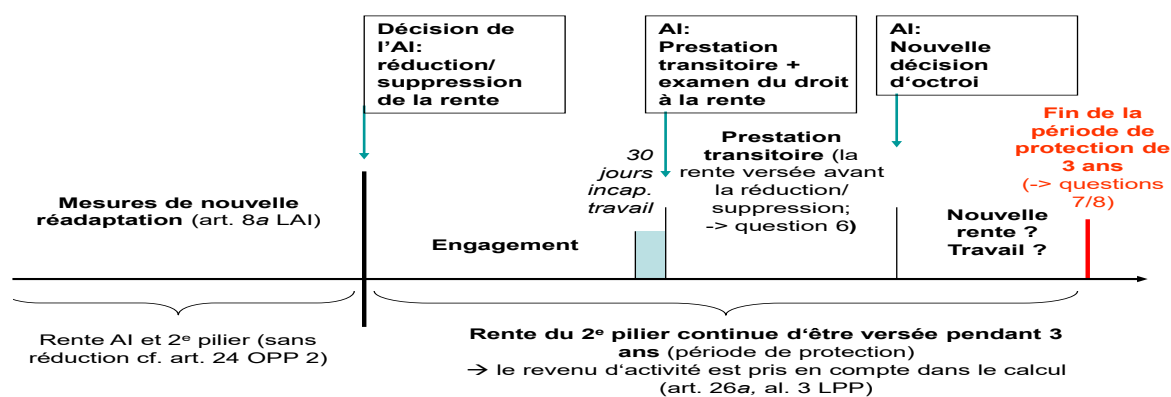 Décision de
l'AI:
réduction/
suppression
de la rente
AI:
Prestation
transitoire +
examen du droit
à la rente
AI:
Nouvelle
décision
d'octroi
Fin de la
période de
protection de
3 ans
(-> questions
7/8)
Mesures de nouvelle
réadaptation (art. 8a LAI)
Engagement
30
jours
incap.
travail
Prestation
transitoire (la
rente versée avant
la réduction/
suppression;
-> question 6)
Nouvelle
rente ?
Travail ?
Rente AI et 2e pilier (sans
réduction cf. art. 24 OPP 2)
Rente du 2e pilier continue d'être versée pendant 3
ans (période de protection)
→ le revenu d'activité est pris en compte dans le calcul
(art. 26a, al. 3 LPP)